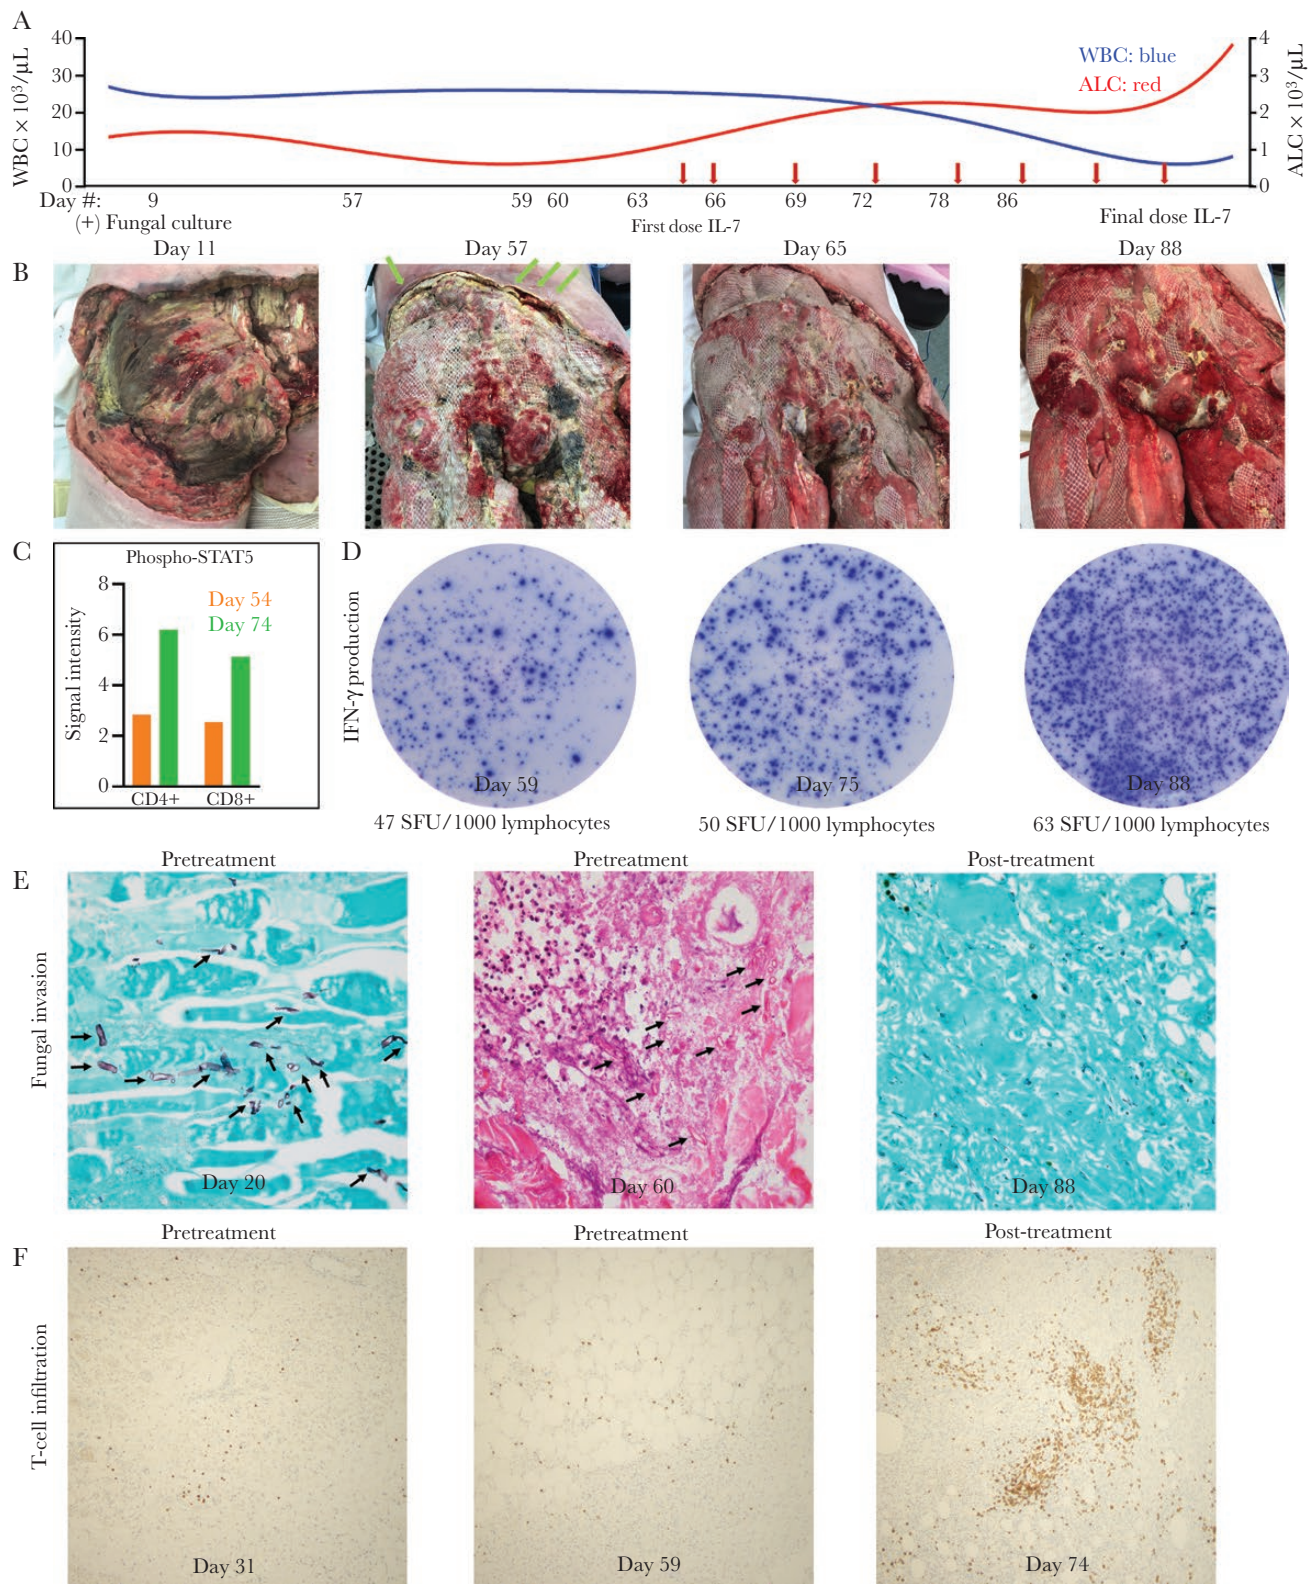 A
40
30
20
10
0
WBC × 10³/µL
WBC: blue
ALC: red
4
3
2
1
0
ALC × 10³/µL
Day #: 9 57 59 60 63 66 69 72 78 86
(+) Fungal culture
First dose IL-7
Final dose IL-7
B
Day 11
Day 57
Day 65
Day 88
C
Phospho-STAT5
8
6
4
2
0
Signal intensity
Day 54
Day 74
CD4+
CD8+
D
IFN-γ production
Day 59
Day 75
Day 88
47 SFU/1000 lymphocytes
50 SFU/1000 lymphocytes
63 SFU/1000 lymphocytes
E
Fungal invasion
Pretreatment
Pretreatment
Post-treatment
Day 20
Day 60
Day 88
F
T-cell infiltration
Pretreatment
Pretreatment
Post-treatment
Day 31
Day 59
Day 74